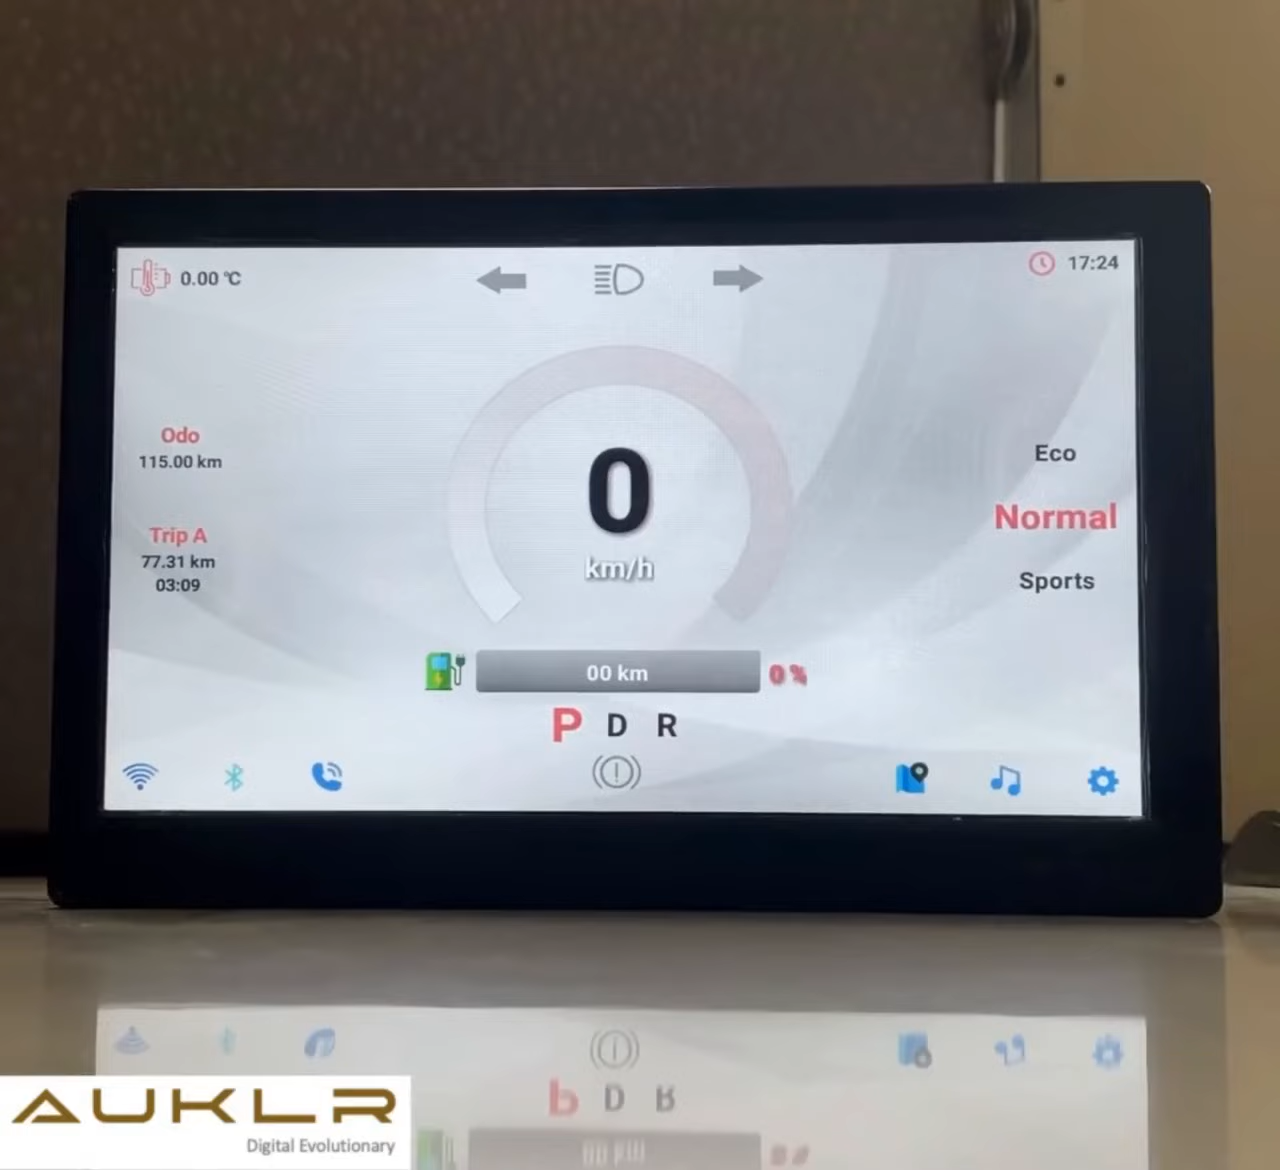 0.00 °C
17:24
Odo
115.00 km
Trip A
77.31 km
03:09
0
km/h
Eco
Normal
Sports
00 km
0 %
P D R
AUKLR
Digital Evolutionary